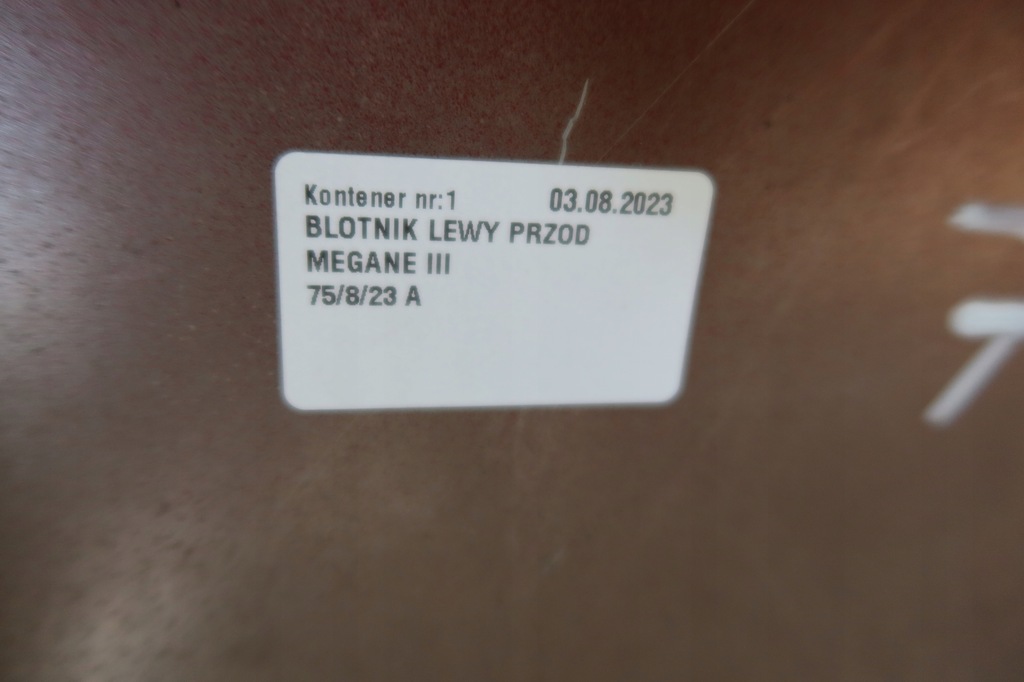 Kontener nr:1 03.08.2023
BLOTNIK LEWY PRZOD
MEGANE III
75/8/23 A